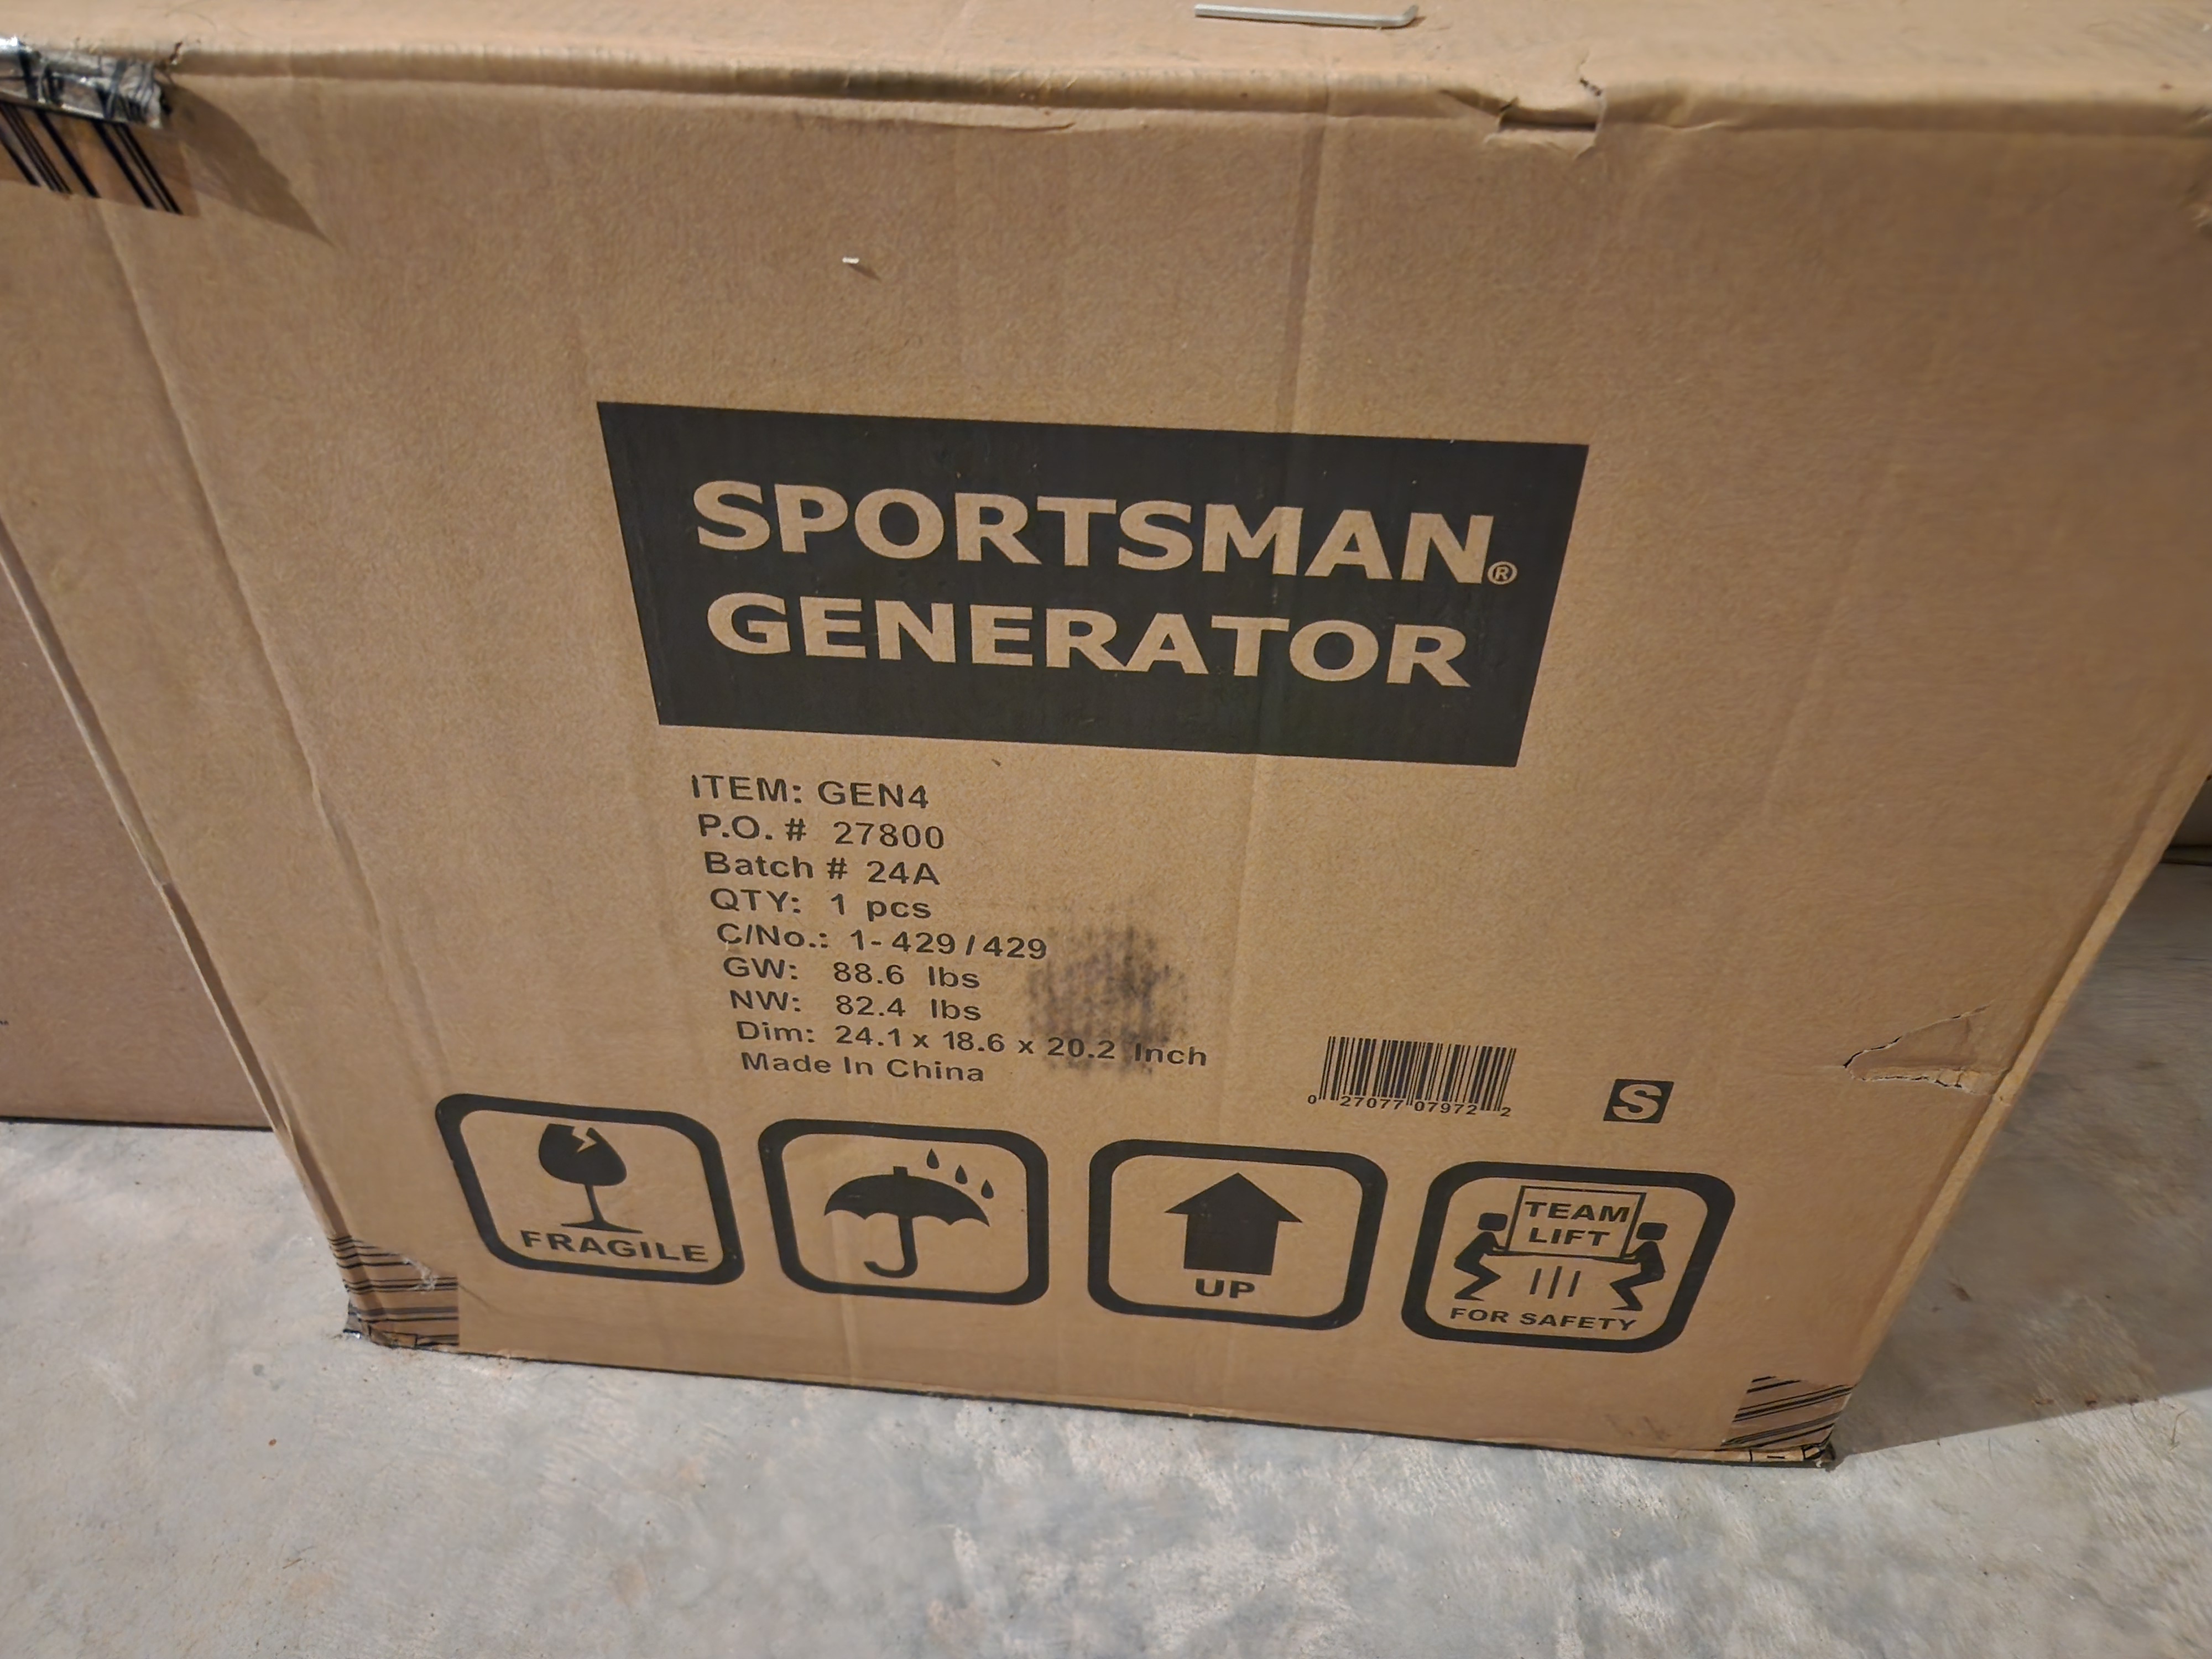 SPORTSMAN®
GENERATOR
ITEM: GEN4
P.O. # 27800
Batch # 24A
QTY: 1 pcs
C/No.: 1-429/429
GW: 88.6 lbs
NW: 82.4 lbs
Dim: 24.1 x 18.6 x 20.2 Inch
Made In China
0 27077 07972 2
S
FRAGILE
UP
TEAM
LIFT
FOR SAFETY